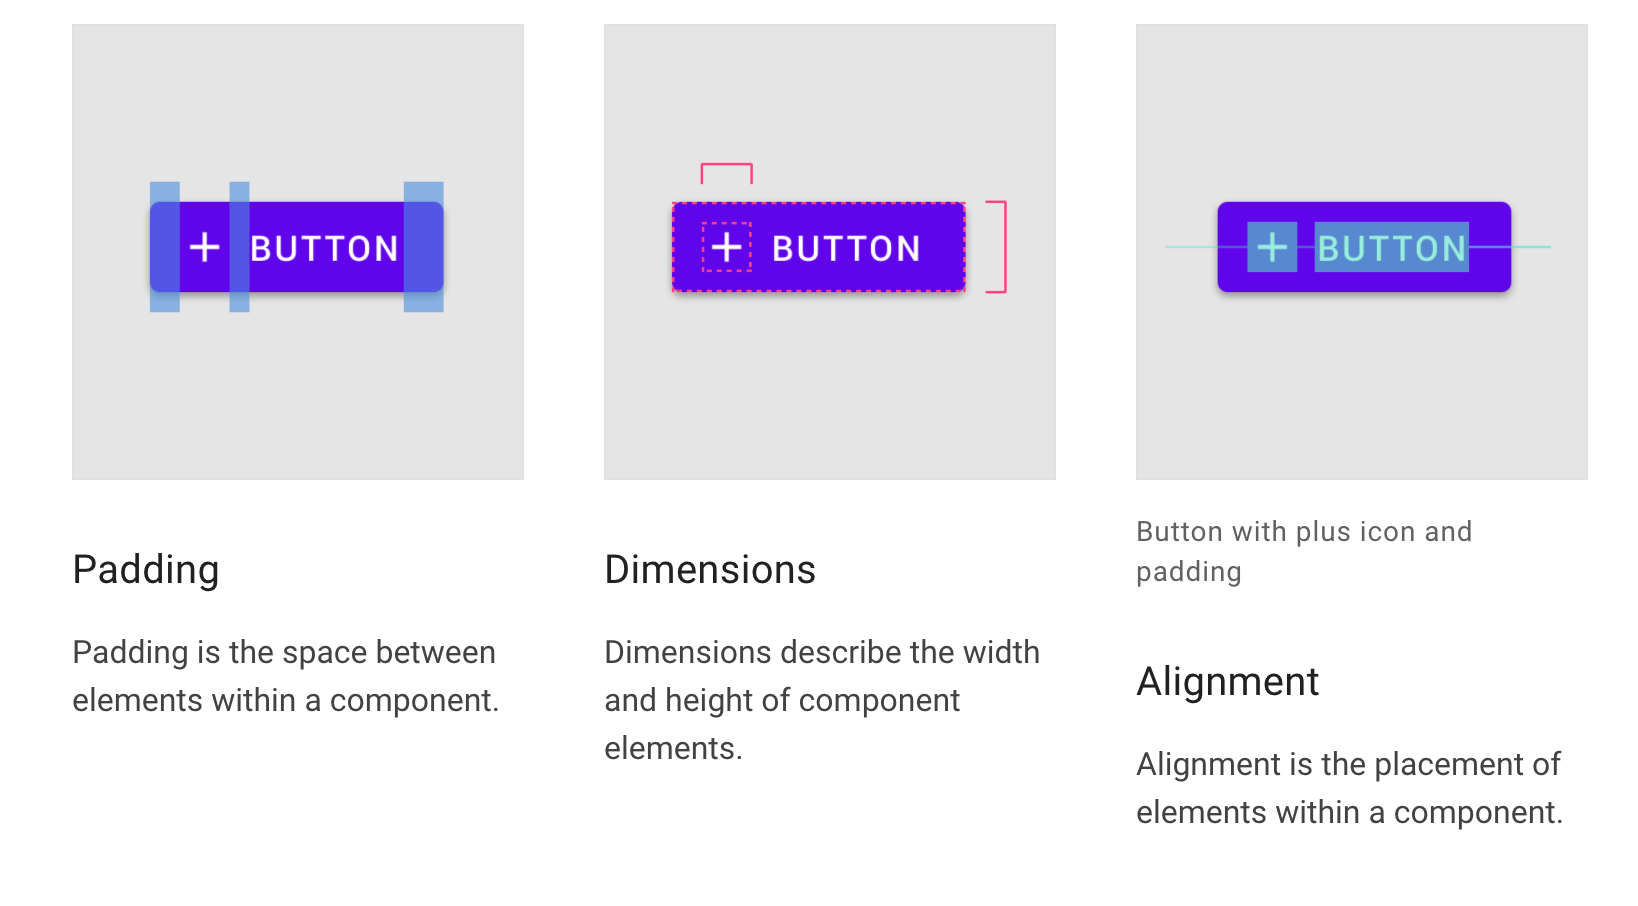 BUTTON
BUTTON
BUTTON
Padding
Padding is the space between
elements within a component.
Dimensions
Dimensions describe the width
and height of component
elements.
Button with plus icon and
padding
Alignment
Alignment is the placement of
elements within a component.